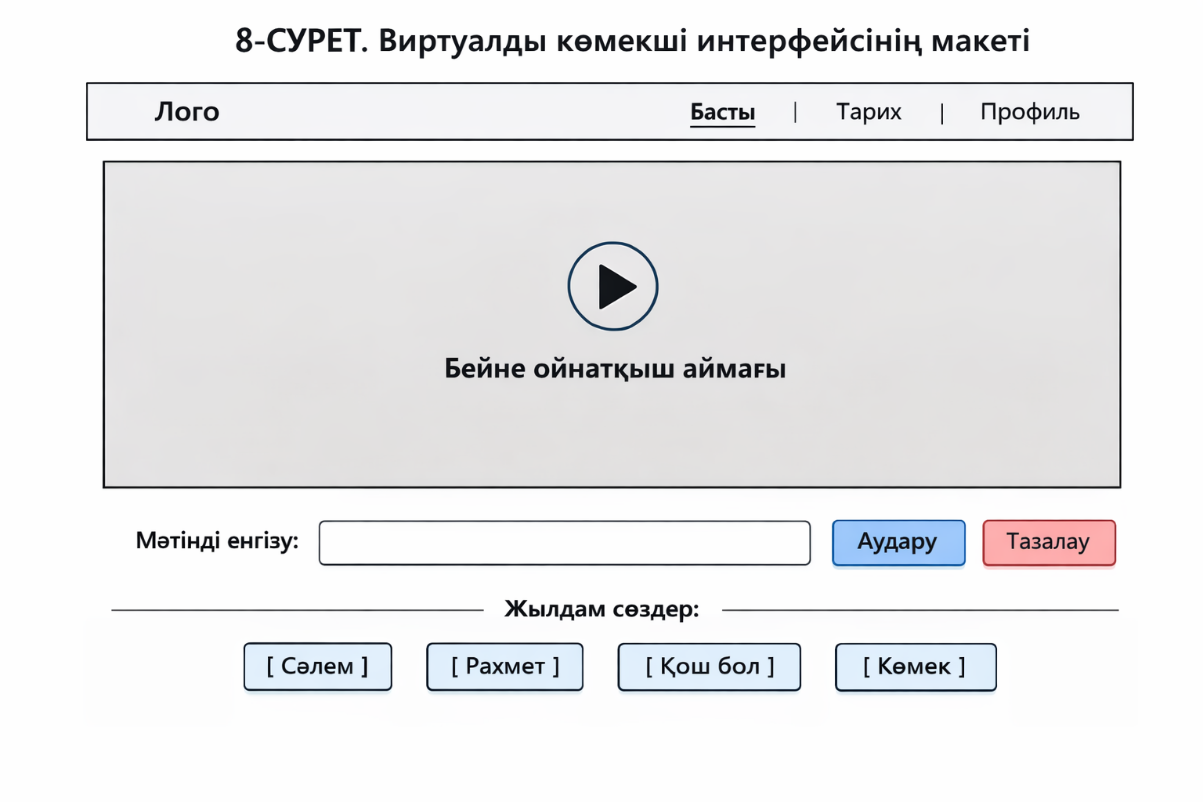 8-СУРЕТ. Виртуалды көмекші интерфейсінің макеті
Лого Басты | Тарих | Профиль
Бейне ойнатқыш аймағы
Мәтінді енгізу: Аудару Тазалау
Жылдам сөздер:
[ Сәлем ] [ Рахмет ] [ Қош бол ] [ Көмек ]